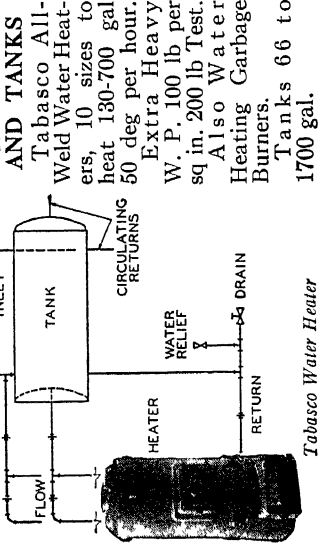 AND TANKS
Tabasco All-
Weld Water Heat-
ers, 10 sizes to
heat 130-700 gal
50 deg per hour.
Extra Heavy
W. P. 100 lb per
sq in. 200 lb Test.
Also Water
Heating Garbage
Burners.
Tanks 66 to
1700 gal.
INLET
TANK
CIRCULATING
RETURNS
FLOW
HEATER
WATER
RELIEF
DRAIN
RETURN
Tabasco Water Heater